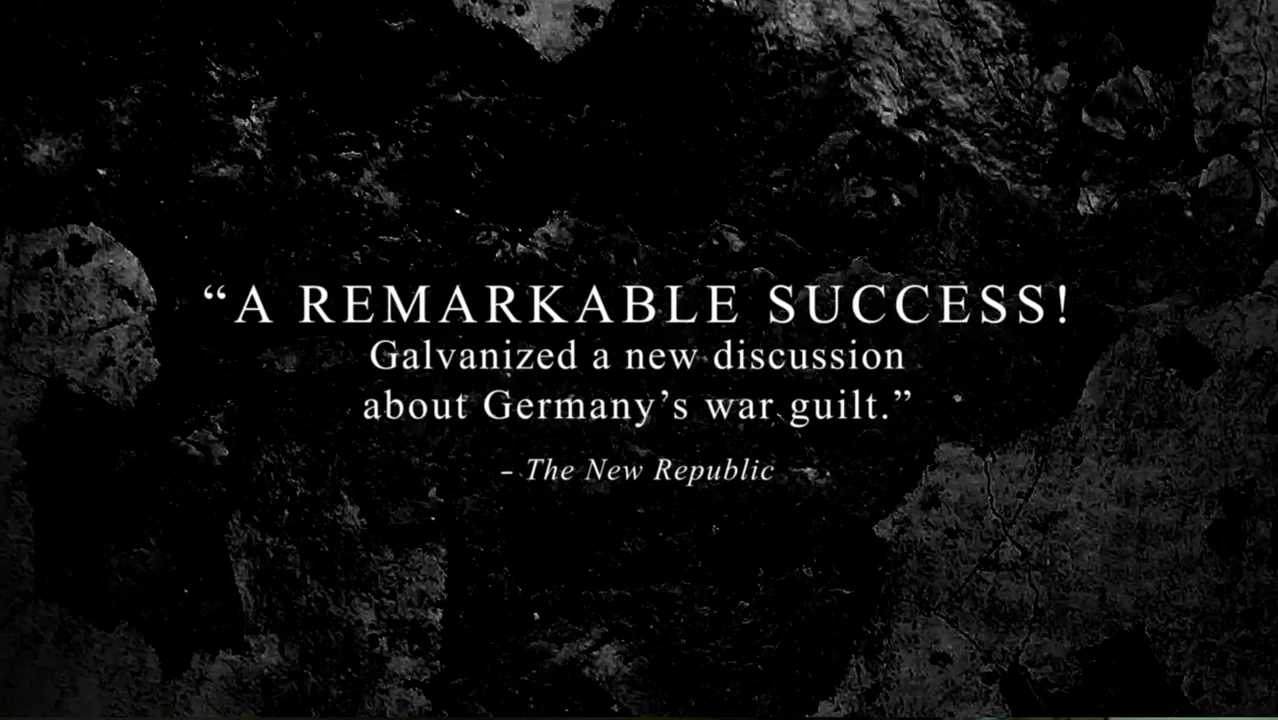 “A REMARKABLE SUCCESS!
Galvanized a new discussion
about Germany’s war guilt.”
– The New Republic